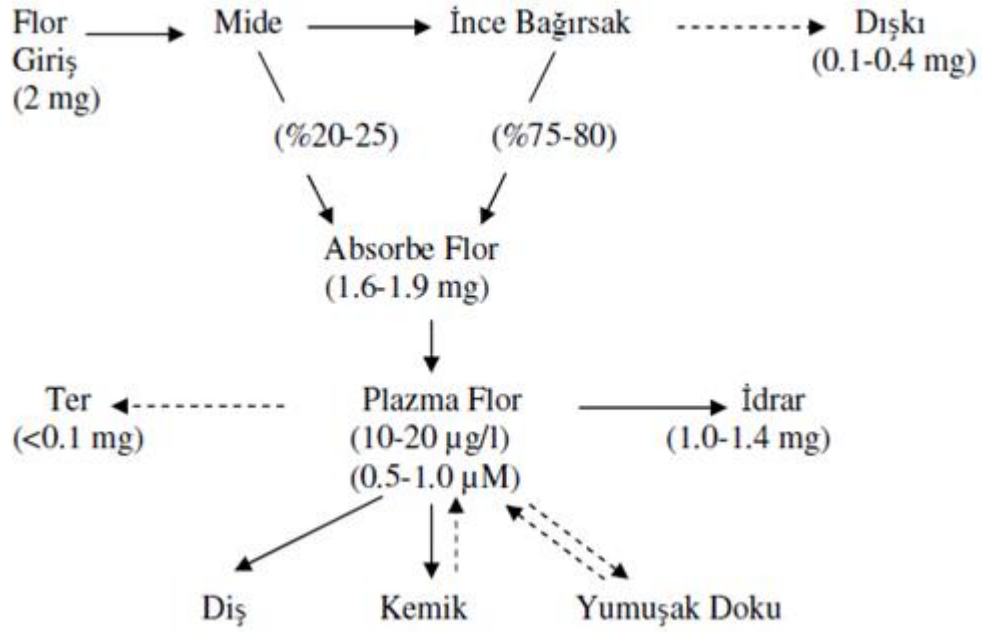 Flor
Giriş
(2 mg)
Mide
İnce Bağırsak
Dışkı
(0.1-0.4 mg)
(%20-25)
(%75-80)
Absorbe Flor
(1.6-1.9 mg)
Ter
(<0.1 mg)
Plazma Flor
(10-20 µg/l)
(0.5-1.0 µM)
İdrar
(1.0-1.4 mg)
Diş
Kemik
Yumuşak Doku